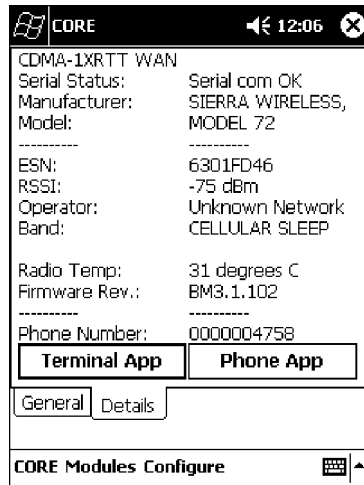 CORE 12:06
CDMA-1XRTT WAN
Serial Status: Serial com OK
Manufacturer: SIERRA WIRELESS,
Model: MODEL 72
---------- ----------
ESN: 6301FD46
RSSI: -75 dBm
Operator: Unknown Network
Band: CELLULAR SLEEP
Radio Temp: 31 degrees C
Firmware Rev.: BM3.1.102
---------- ----------
Phone Number: 0000004758
Terminal App Phone App
General Details
CORE Modules Configure